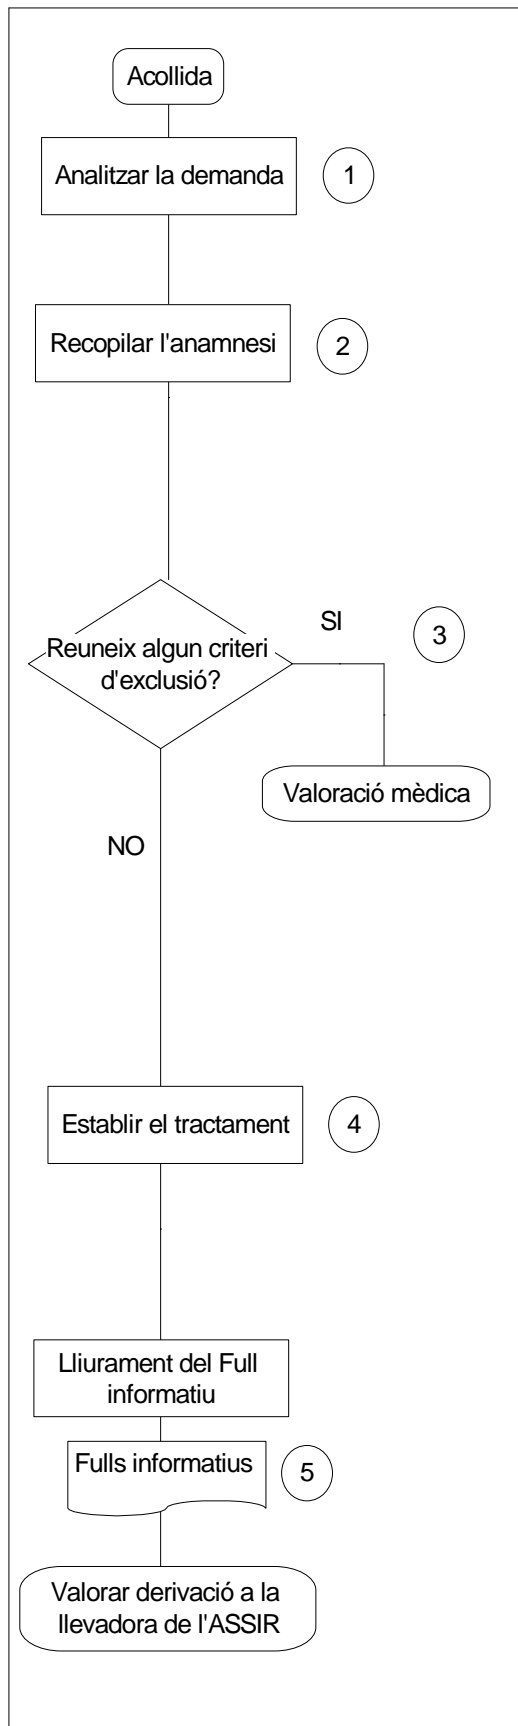 Acollida
Analitzar la demanda
1
Recopilar l'anamnesi
2
Reuneix algun criteri
d'exclusió?
SI
3
Valoració mèdica
NO
Establir el tractament
4
Lliurament del Full
informatiu
Fulls informatius
5
Valorar derivació a la
llevadora de l'ASSIR